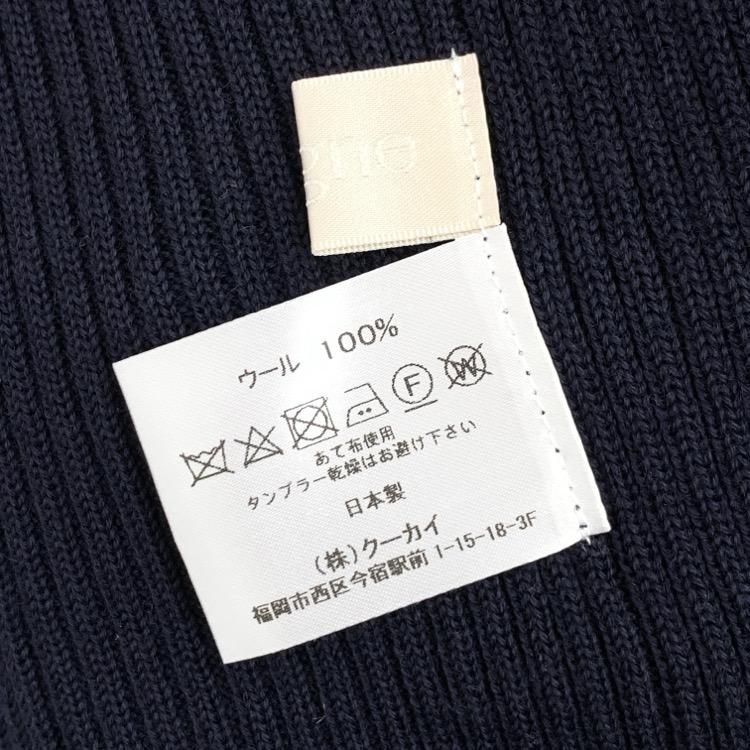 gne
ウール 100%
F W
あて布使用
タンブラー乾燥はお避け下さい
日本製
(株)クーカイ
福岡市西区今宿駅前 1-15-18-3F